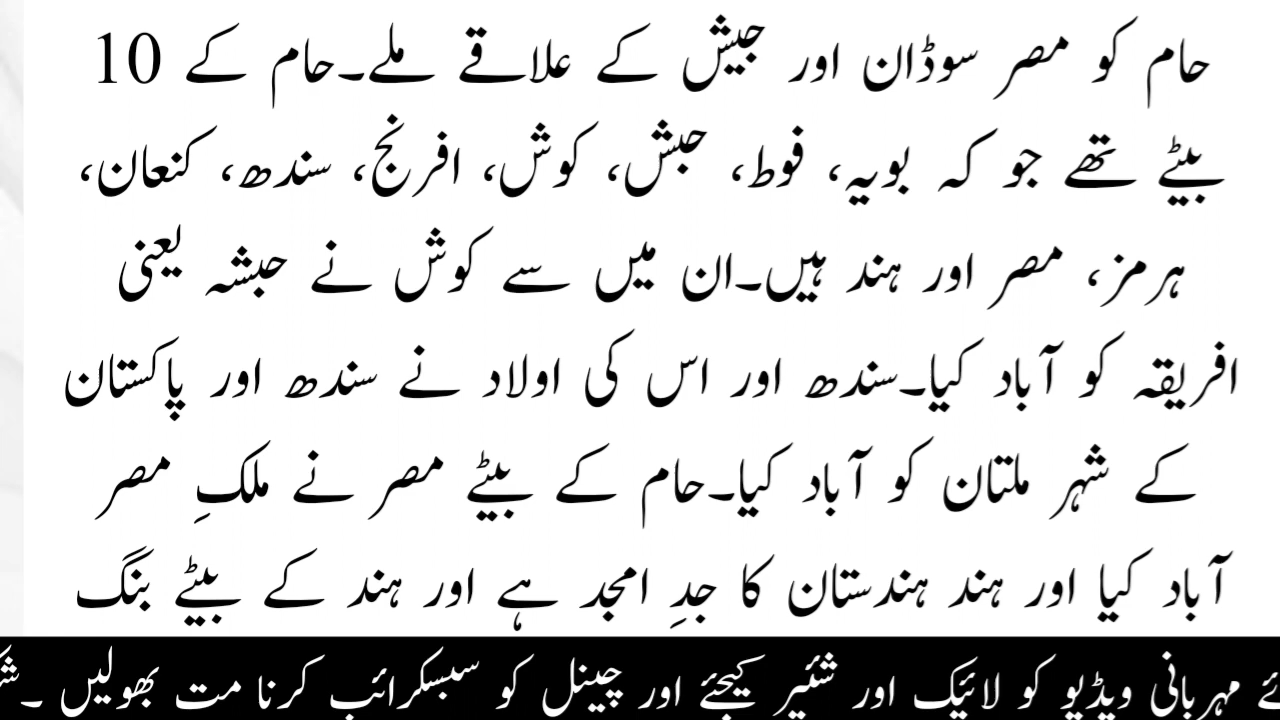 حام کو مصر سوڈان اور جیش کے علاقے ملے۔حام کے 10
بیٹے تھے جو کہ بویہ، فوط، حبش، کوش، افرنج، سندھ، کنعان،
ہرمز، مصر اور ہند ہیں۔ان میں سے کوش نے حبشہ یعنی
افریقہ کو آباد کیا۔سندھ اور اس کی اولاد نے سندھ اور پاکستان
کے شہر ملتان کو آباد کیا۔حام کے بیٹے مصر نے ملکِ مصر
آباد کیا اور ہند ہندستان کا جدِ امجد ہے اور ہند کے بیٹے بنگ
مہربانی ویڈیو کو لائیک اور شئیر کیجئے اور چینل کو سبسکرائب کرنا مت بھولیں ۔